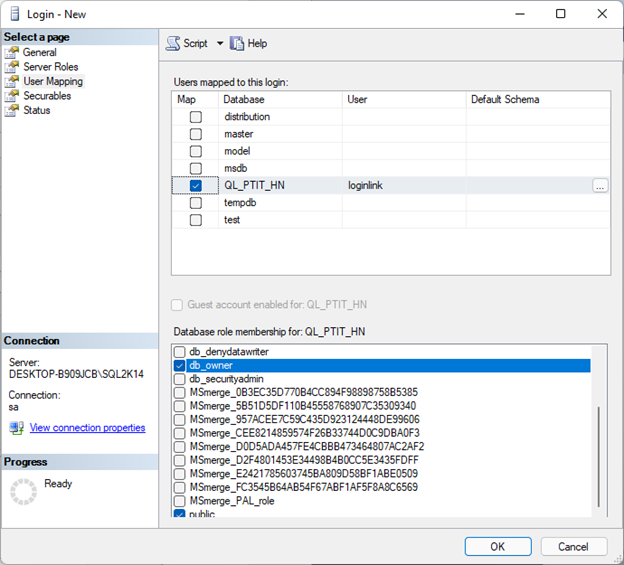 Login - New
Select a page
General
Server Roles
User Mapping
Securables
Status
Script Help
Users mapped to this login:
Map Database User Default Schema
distribution
master
model
msdb
QL_PTIT_HN loginlink ...
tempdb
test
Guest account enabled for: QL_PTIT_HN
Database role membership for: QL_PTIT_HN
db_denydatawriter
db_owner
db_securityadmin
MSmerge_0B3EC35D770B4CC894F98898758B5385
MSmerge_5B51D5DF110B45558768907C35309340
MSmerge_957ACEE7C59C435D923124448DE99606
MSmerge_CEE8214859574F26B33744D0C9DBA0F3
MSmerge_D0D5ADA457FE4CBBB473464807AC2AF2
MSmerge_D2F4801453E34498B4B0CC5E3435FDFF
MSmerge_E2421785603745BA809D58BF1ABE0509
MSmerge_FC3545B64AB54F67ABF1AF5F8A8C6569
MSmerge_PAL_role
public
Connection
Server:
DESKTOP-B909JCB\SQL2K14
Connection:
sa
View connection properties
Progress
Ready
OK Cancel